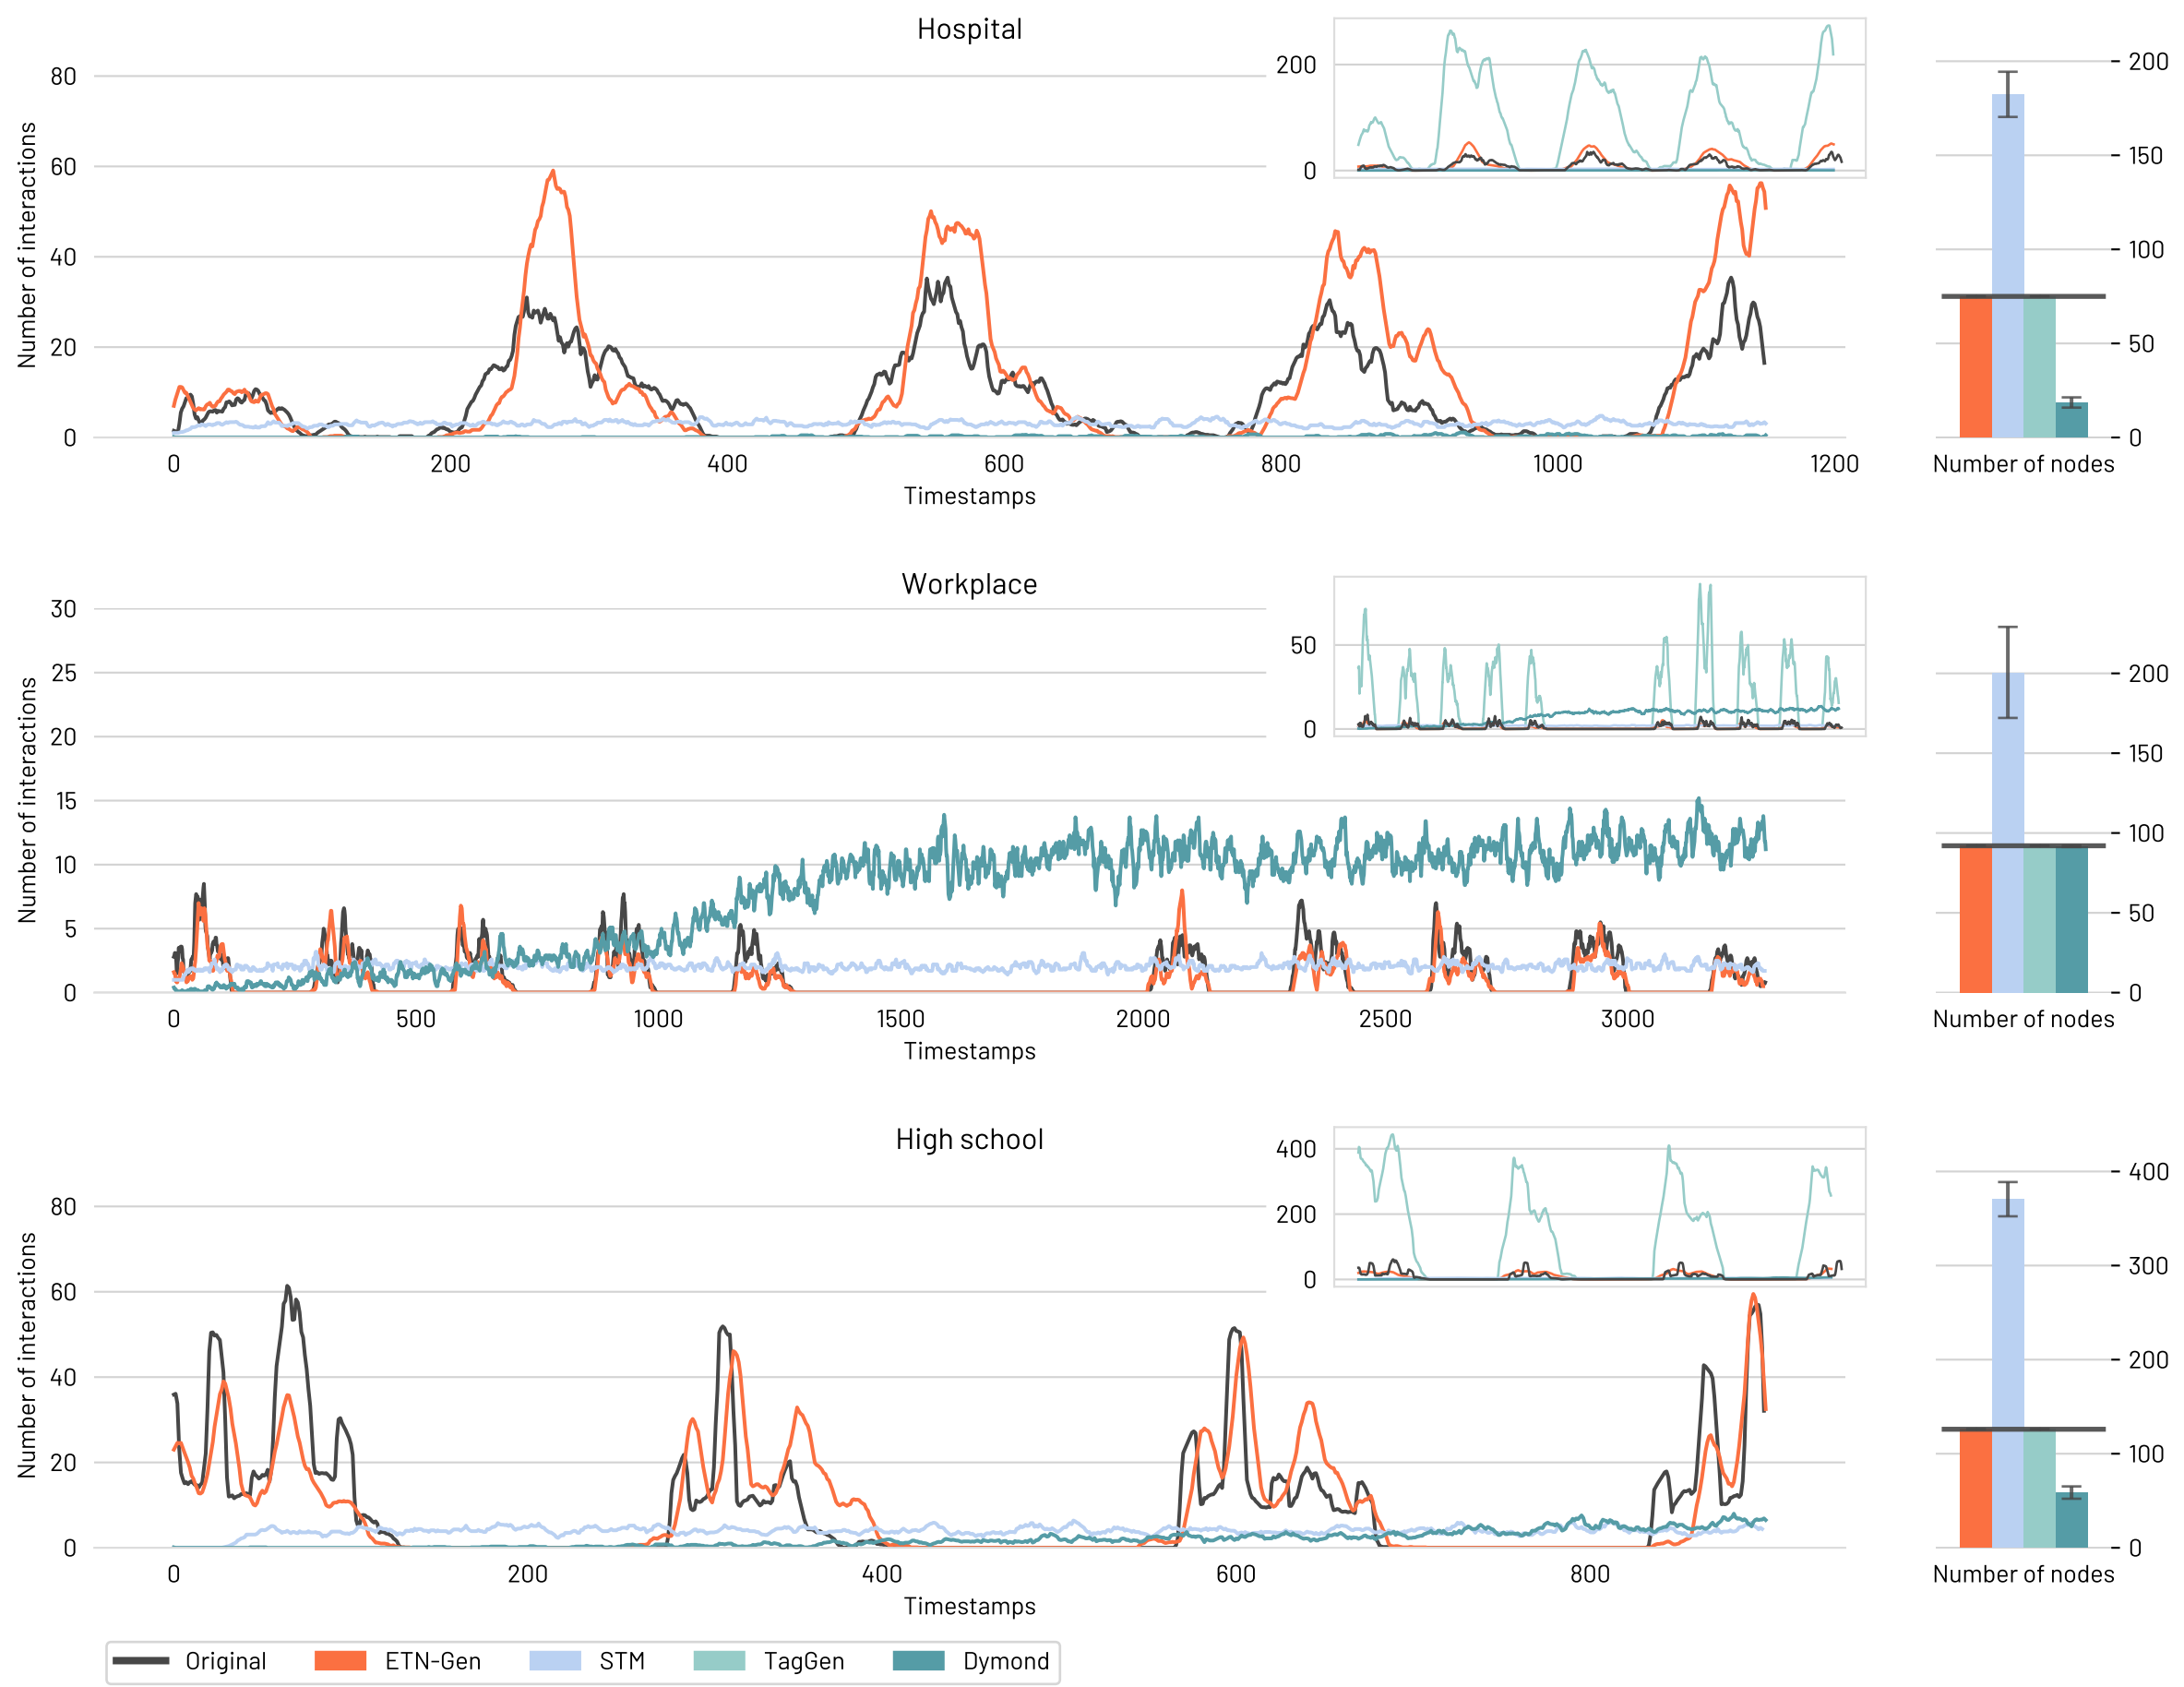 Hospital
Number of interactions
80
60
40
20
0
0 200 400 600 800 1000 1200
Timestamps
200
0
200
150
100
50
0
Number of nodes
Workplace
Number of interactions
30
25
20
15
10
5
0
0 500 1000 1500 2000 2500 3000
Timestamps
50
0
200
150
100
50
0
Number of nodes
High school
Number of interactions
80
60
40
20
0
0 200 400 600 800
Timestamps
400
200
0
400
300
200
100
0
Number of nodes
Original ETN-Gen STM TagGen Dymond